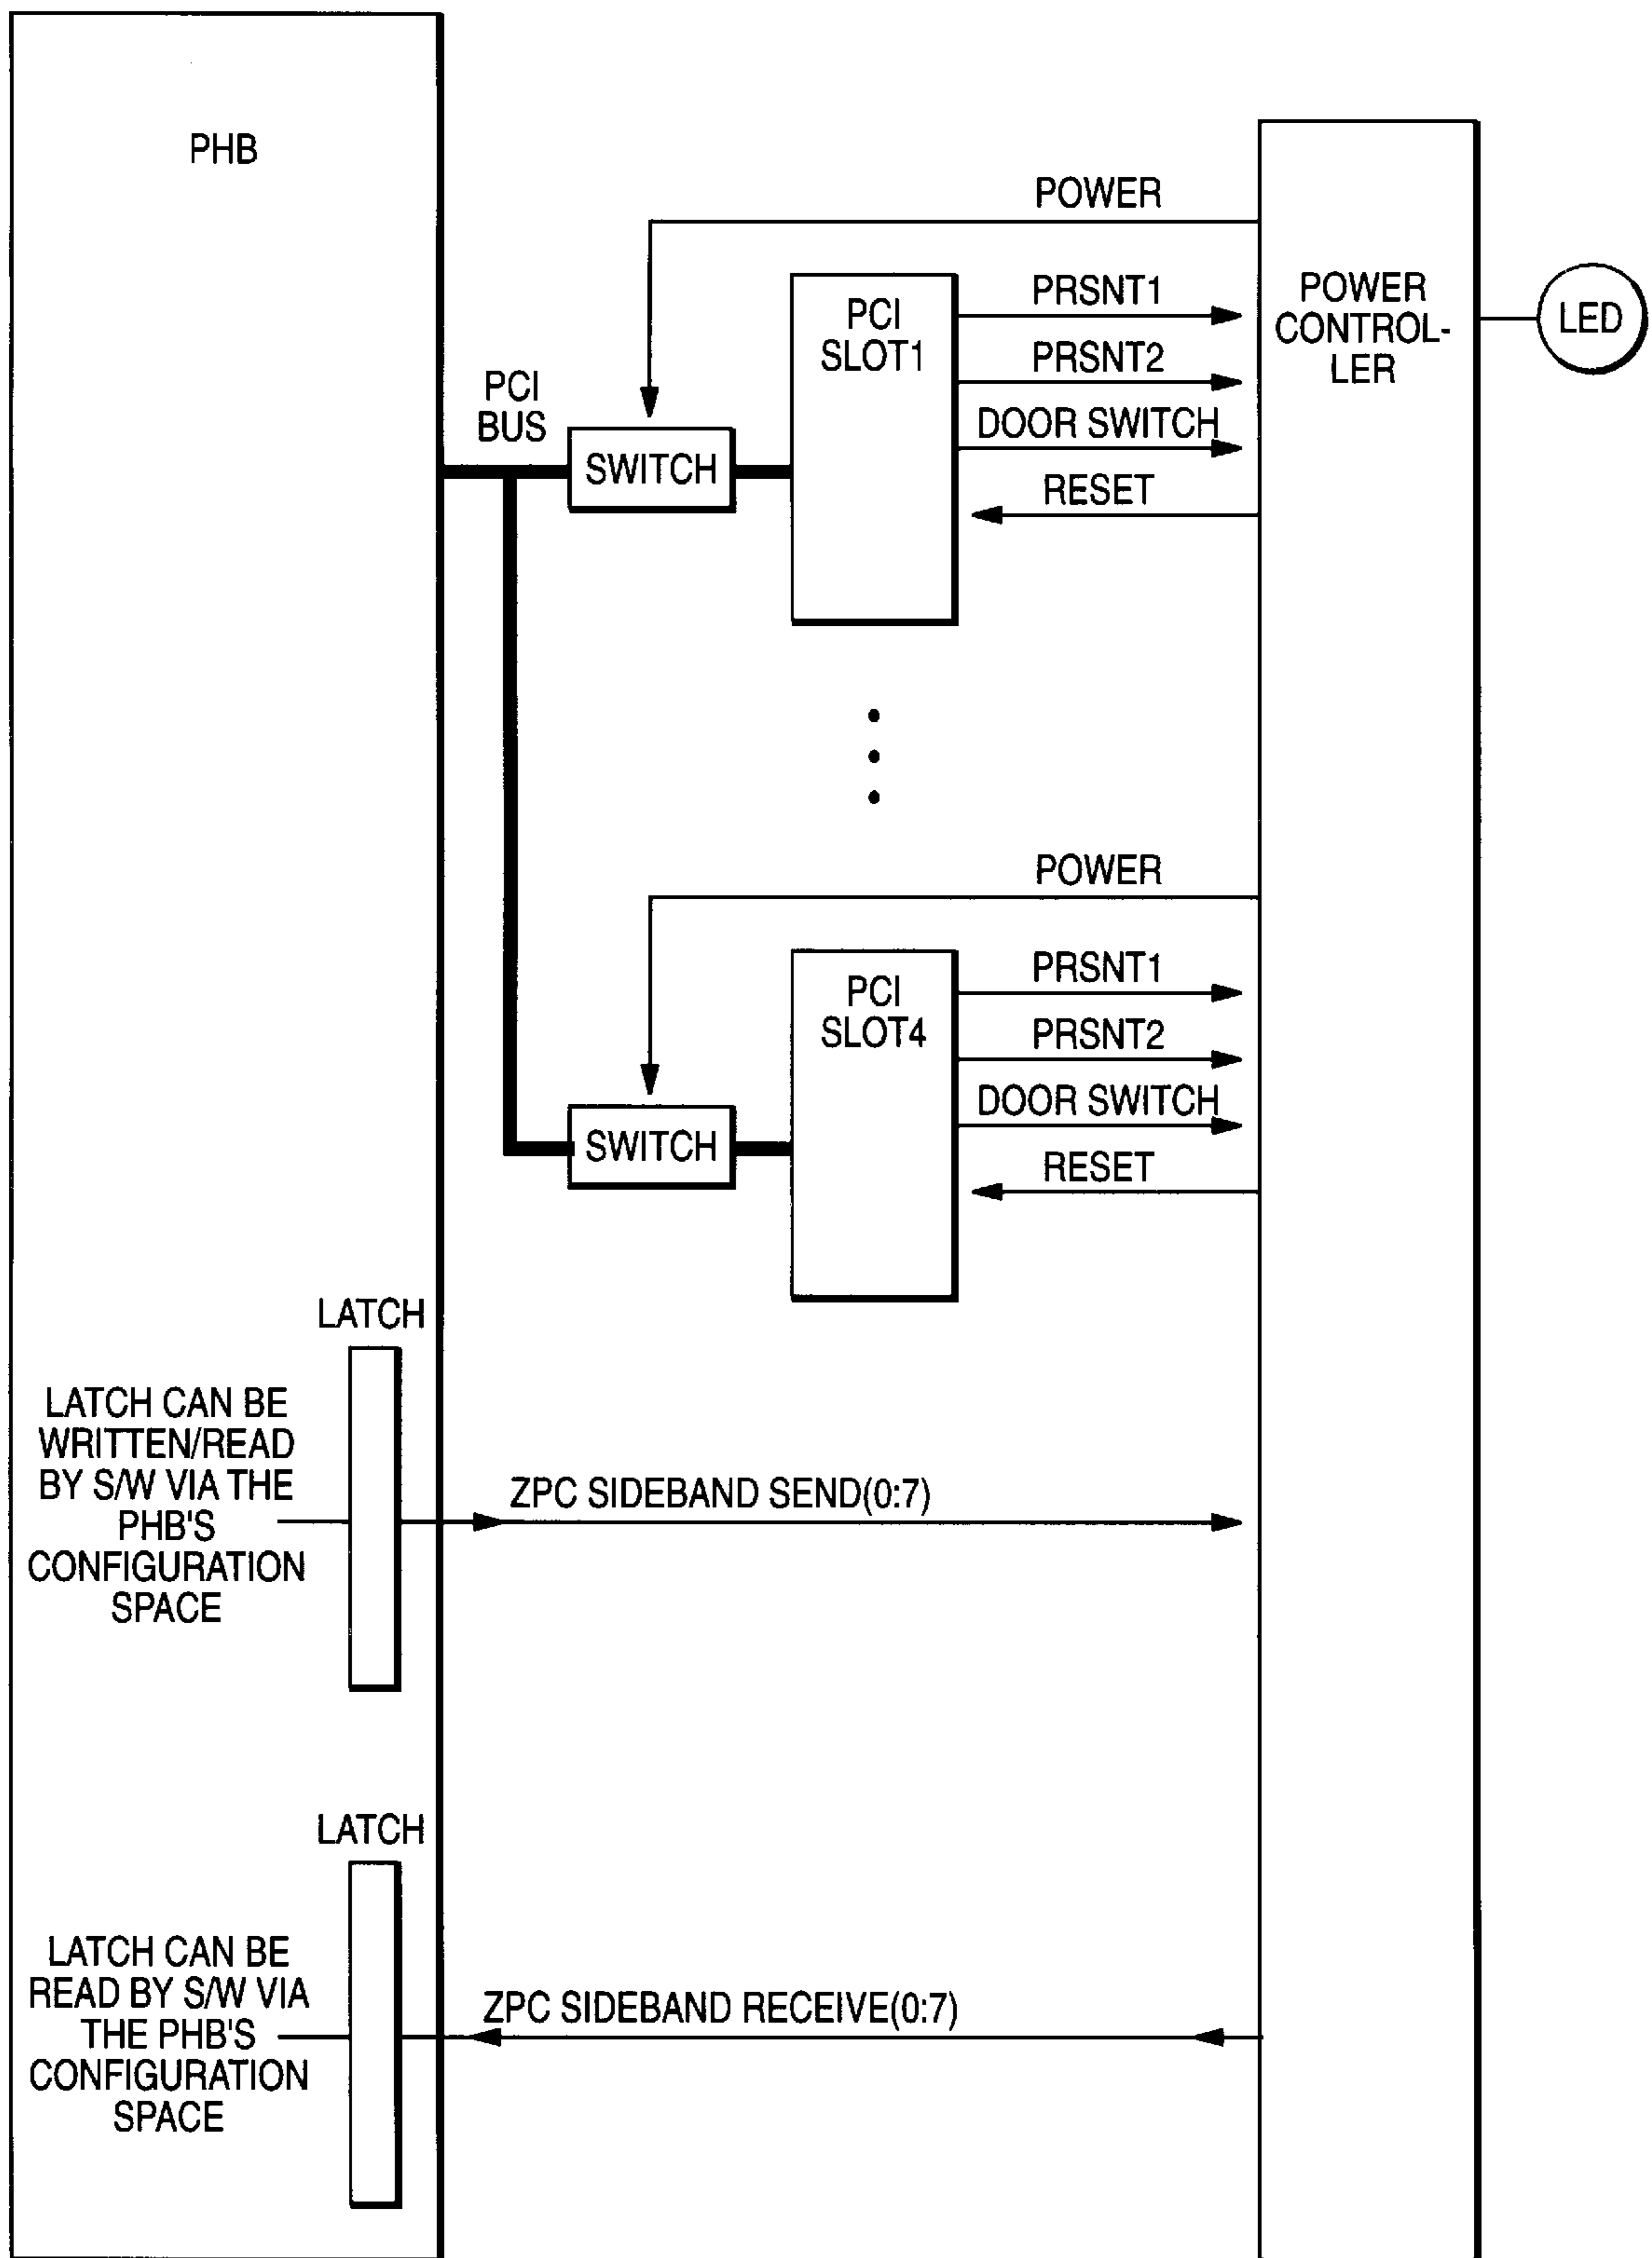 PHB
POWER
PCI
SLOT1
PRSNT1
PRSNT2
DOOR SWITCH
RESET
POWER
CONTROL-
LER
LED
PCI
BUS
SWITCH
POWER
PCI
SLOT4
PRSNT1
PRSNT2
DOOR SWITCH
RESET
SWITCH
LATCH
LATCH CAN BE
WRITTEN/READ
BY S/W VIA THE
PHB'S
CONFIGURATION
SPACE
ZPC SIDEBAND SEND(0:7)
LATCH
LATCH CAN BE
READ BY S/W VIA
THE PHB'S
CONFIGURATION
SPACE
ZPC SIDEBAND RECEIVE(0:7)